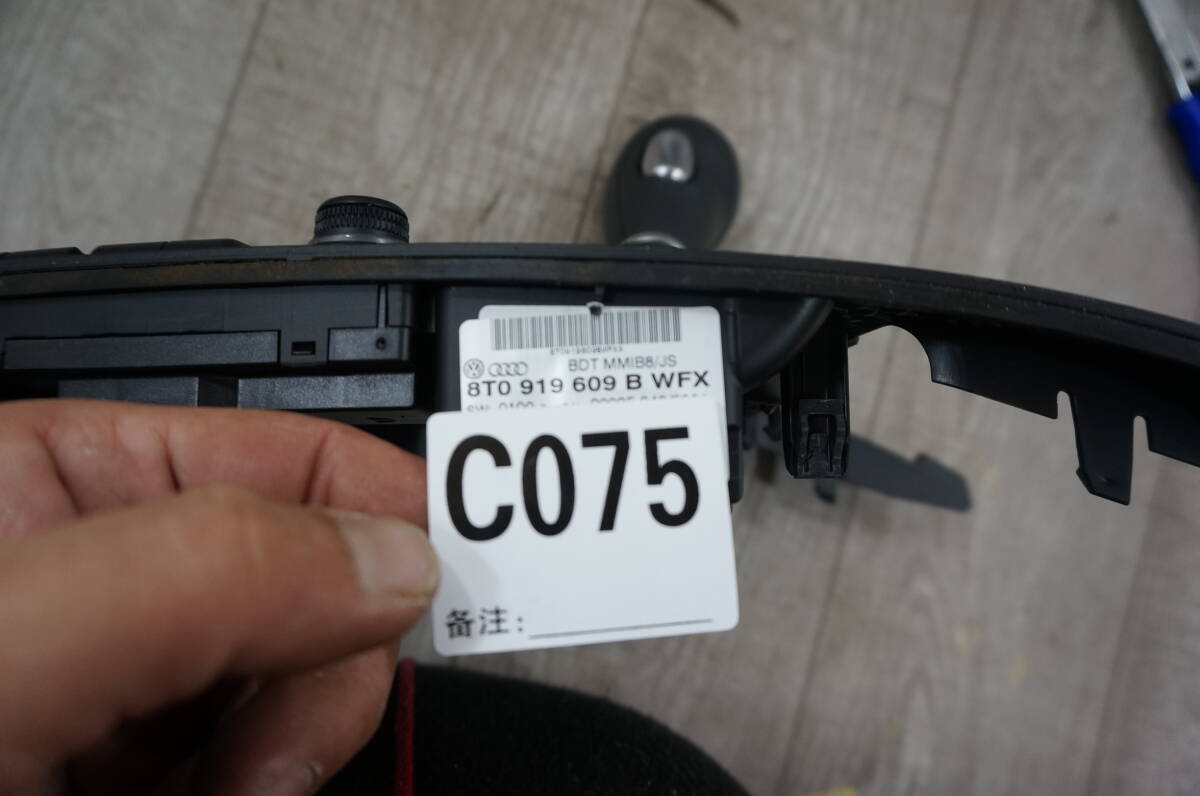 BDT MMIB8/JS
8T0 919 609 B WFX
C075
备注: